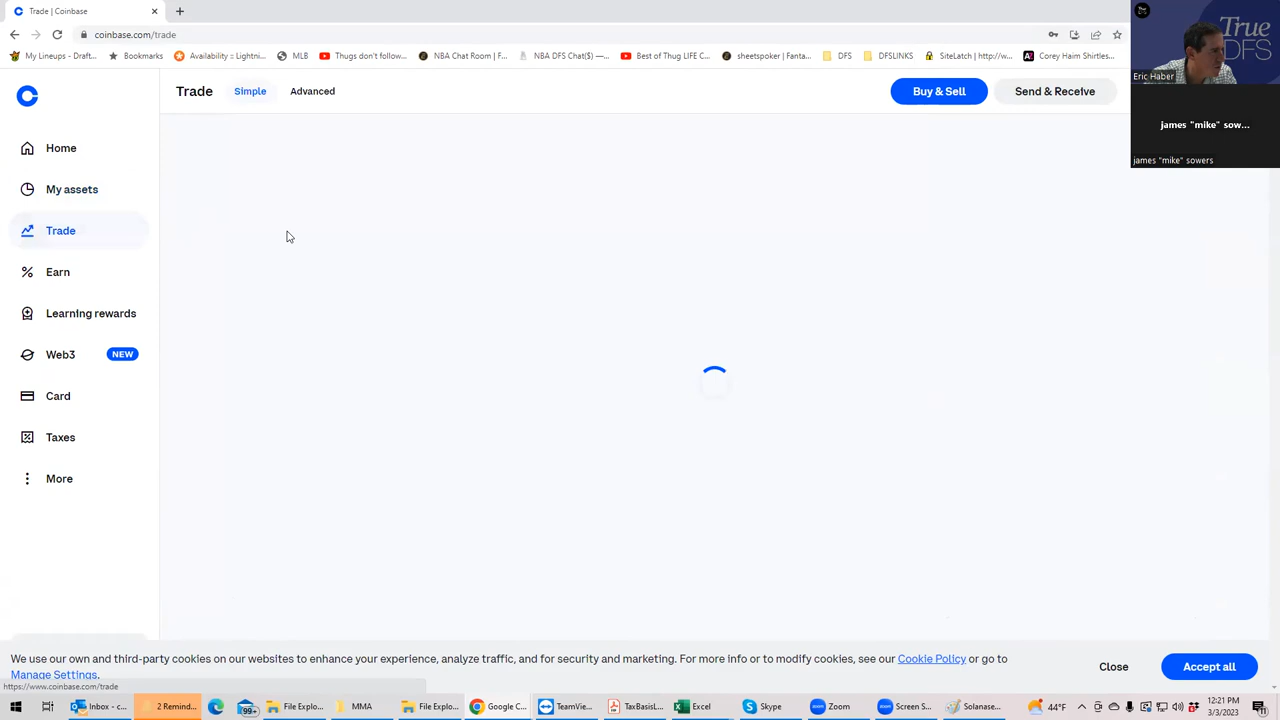 Trade | Coinbase
coinbase.com/trade
My Lineups - Draft...
Bookmarks
Availability :: Lightni...
MLB
Thugs don't follow...
NBA Chat Room | F...
NBA DFS Chat($) —...
Best of Thug LIFE C...
sheetspoker | Fanta...
DFS
DFSLINKS
SiteLatch | http://w...
Corey Haim Shirtles...
True
DFS
Eric Haber
james "mike" sow...
james "mike" sowers
Trade
Simple
Advanced
Buy & Sell
Send & Receive
Home
My assets
Trade
Earn
Learning rewards
Web3
NEW
Card
Taxes
More
We use our own and third-party cookies on our websites to enhance your experience, analyze traffic, and for security and marketing. For more info or to modify cookies, see our Cookie Policy or go to
Manage Settings.
Close
Accept all
https://www.coinbase.com/trade
Inbox - c...
2 Remind...
99+
File Explo...
MMA
File Explo...
Google C...
TeamVie...
TaxBasisL...
Excel
Skype
Zoom
Screen S...
Solanase...
44°F
12:21 PM
3/3/2023